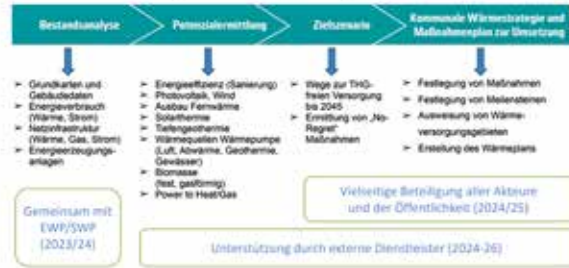 Bestandsanalyse
Potenzialermittlung
Zielszenario
Kommunale Wärmestrategie und
Maßnahmenplan zur Umsetzung
➢ Grundkarten und
Gebäudedaten
➢ Energieverbrauch
(Wärme, Strom)
➢ Netzinfrastruktur
(Wärme, Gas, Strom)
➢ Energieerzeugungs-
anlagen
➢ Energieeffizienz (Sanierung)
➢ Photovoltaik, Wind
➢ Ausbau Fernwärme
➢ Solarthermie
➢ Tiefengeothermie
➢ Wärmequellen Wärmepumpe
(Luft, Abwärme, Geothermie,
Gewässer)
➢ Biomasse
(fest, gasförmig)
➢ Power to Heat/Gas
➢ Wege zur THG-
freien Versorgung
bis 2045
➢ Ermittlung von „No-
Regret"
Maßnahmen
➢ Festlegung von Maßnahmen
➢ Festlegung von Meilensteinen
➢ Ausweisung von Wärme-
versorgungsgebieten
➢ Erstellung des Wärmeplans
Gemeinsam mit
EWP/SWP
(2023/24)
Vielseitige Beteiligung aller Akteure
und der Öffentlichkeit (2024/25)
Unterstützung durch externe Dienstleister (2024-26)